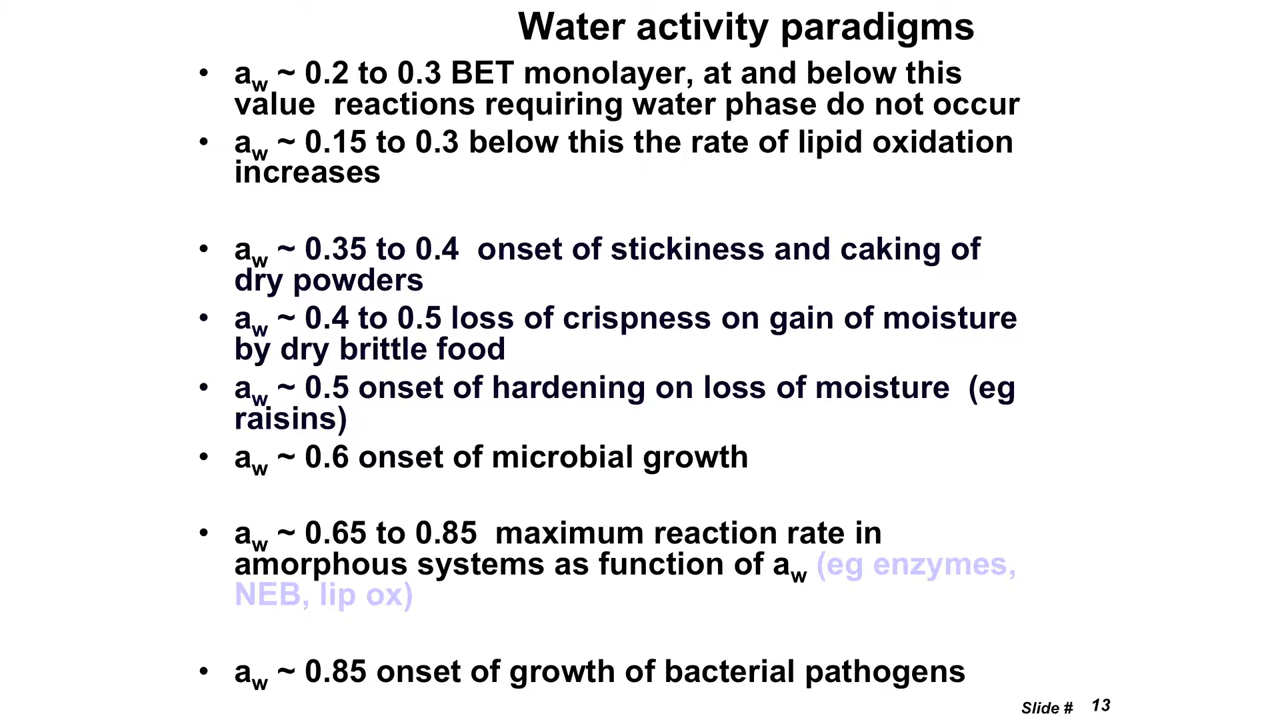 Water activity paradigms
• aw ~ 0.2 to 0.3 BET monolayer, at and below this
value reactions requiring water phase do not occur
• aw ~ 0.15 to 0.3 below this the rate of lipid oxidation
increases
• aw ~ 0.35 to 0.4 onset of stickiness and caking of
dry powders
• aw ~ 0.4 to 0.5 loss of crispness on gain of moisture
by dry brittle food
• aw ~ 0.5 onset of hardening on loss of moisture (eg
raisins)
• aw ~ 0.6 onset of microbial growth
• aw ~ 0.65 to 0.85 maximum reaction rate in
amorphous systems as function of aw (eg enzymes,
NEB, lip ox)
• aw ~ 0.85 onset of growth of bacterial pathogens
Slide # 13